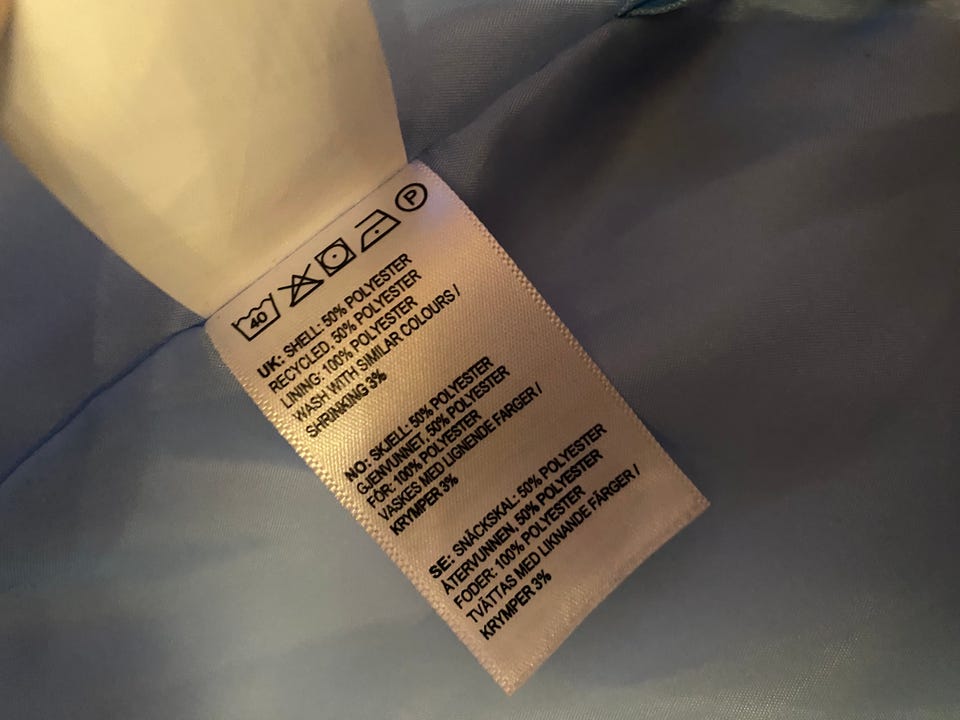 40 P
UK: SHELL: 50% POLYESTER
RECYCLED, 50% POLYESTER
LINING: 100% POLYESTER
WASH WITH SIMILAR COLOURS /
SHRINKING 3%
NO: SKJELL: 50% POLYESTER
GJENVUNNET, 50% POLYESTER
FÖR: 100% POLYESTER
VASKES MED LIGNENDE FARGER /
KRYMPER 3%
SE: SNÄCKSKAL: 50% POLYESTER
ÅTERVUNNEN, 50% POLYESTER
FODER: 100% POLYESTER
TVÄTTAS MED LIKNANDE FÄRGER /
KRYMPER 3%